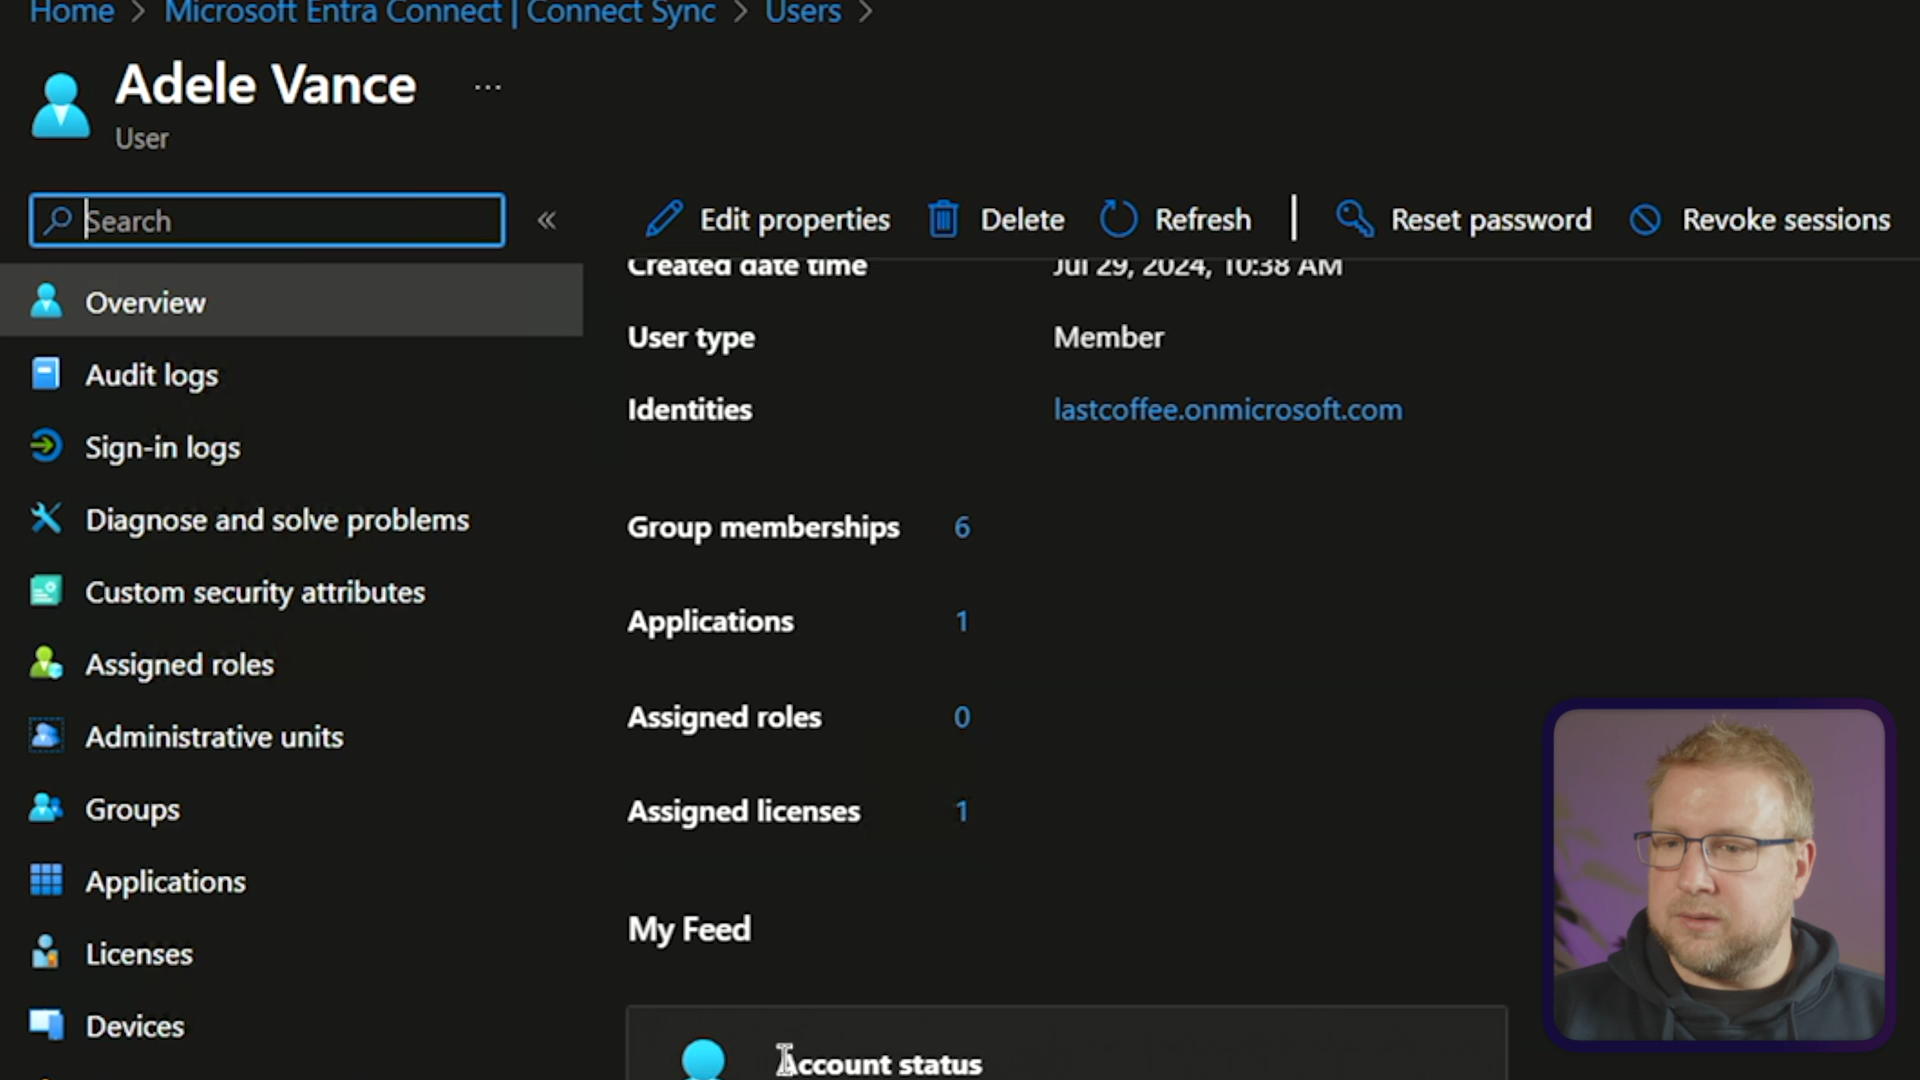 Home > Microsoft Entra Connect | Connect Sync > Users >
Adele Vance ...
User
Search
Overview
Audit logs
Sign-in logs
Diagnose and solve problems
Custom security attributes
Assigned roles
Administrative units
Groups
Applications
Licenses
Devices
Edit properties Delete Refresh | Reset password Revoke sessions
Created date time Jul 29, 2024, 10:38 AM
User type Member
Identities lastcoffee.onmicrosoft.com
Group memberships 6
Applications 1
Assigned roles 0
Assigned licenses 1
My Feed
Account status